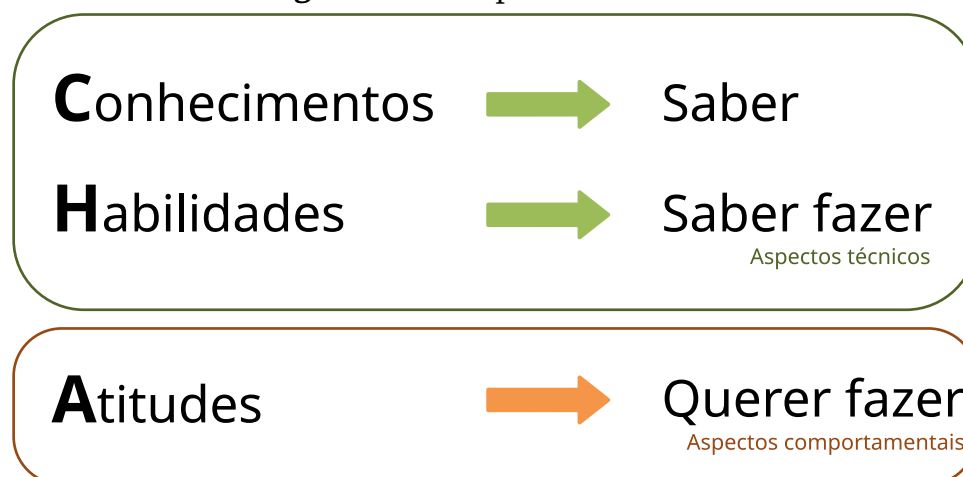 Conhecimentos Saber
Habilidades Saber fazer
Aspectos técnicos
Atitudes Querer fazer
Aspectos comportamentais